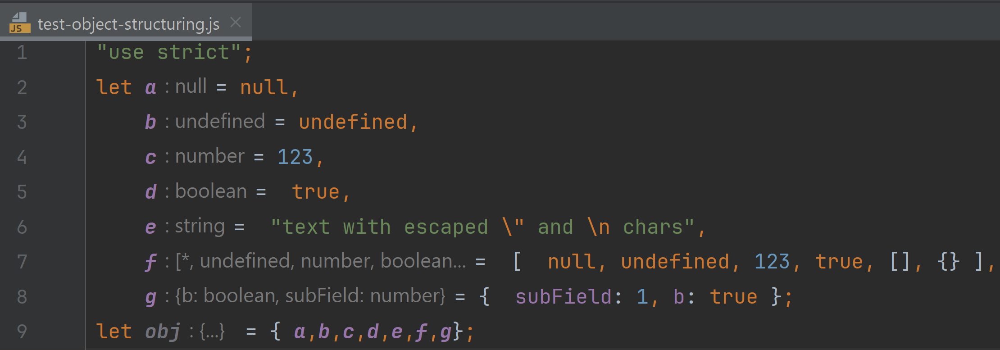 JS test-object-structuring.js
1 "use strict";
2 let a : null = null,
3 b : undefined = undefined,
4 c : number = 123,
5 d : boolean = true,
6 e : string = "text with escaped \" and \n chars",
7 f : [*, undefined, number, boolean... = [ null, undefined, 123, true, [], {} ],
8 g : {b: boolean, subField: number} = { subField: 1, b: true };
9 let obj : {...} = { a,b,c,d,e,f,g};